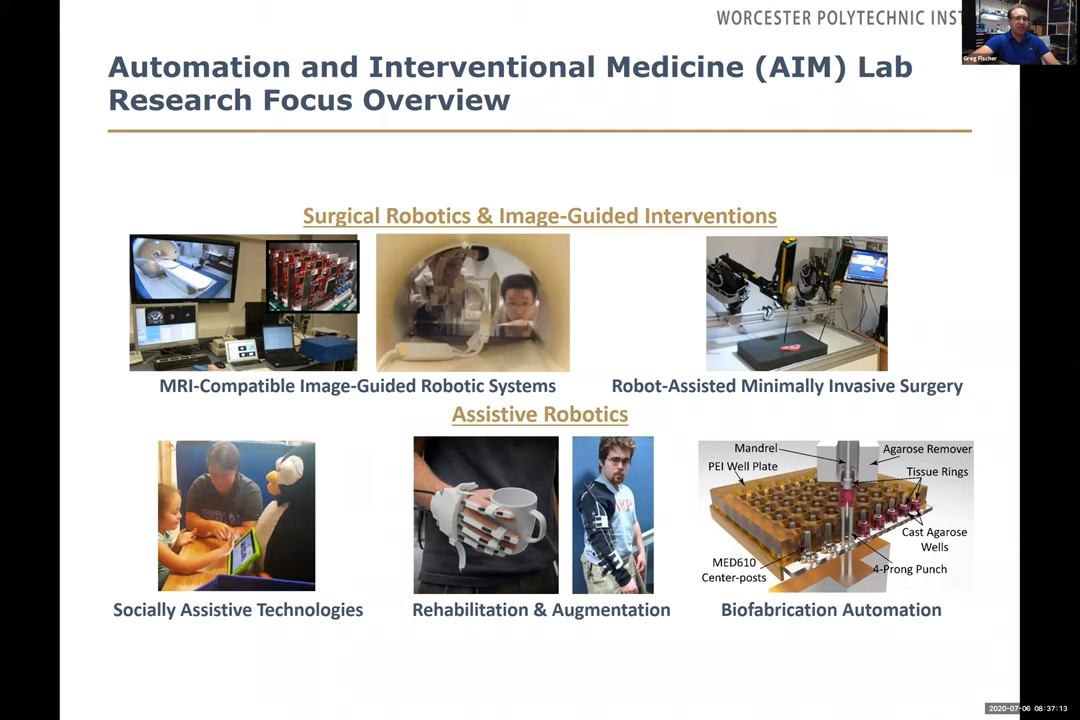 WORCESTER POLYTECHNIC INST
Greg Fischer
Automation and Interventional Medicine (AIM) Lab
Research Focus Overview
Surgical Robotics & Image-Guided Interventions
MRI-Compatible Image-Guided Robotic Systems
Robot-Assisted Minimally Invasive Surgery
Assistive Robotics
Mandrel
Agarose Remover
PEI Well Plate
Tissue Rings
Cast Agarose
Wells
MED610
Center-posts
4-Prong Punch
Socially Assistive Technologies
Rehabilitation & Augmentation
Biofabrication Automation
2020-07-06 08:37:13